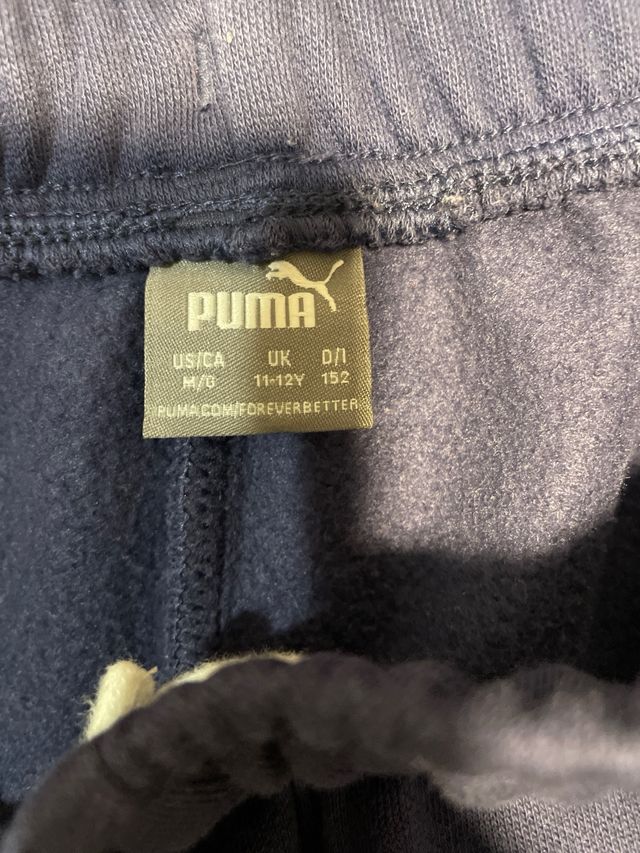 PUMA
US/CA UK D/I
M/G 11-12Y 152
PUMA.COM/FOREVERBETTER